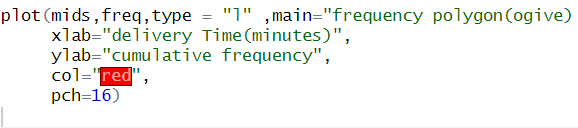 plot(mids,freq,type = "l" ,main="frequency polygon(ogive)
xlab="delivery Time(minutes)",
ylab="cumulative frequency",
col="red",
pch=16)